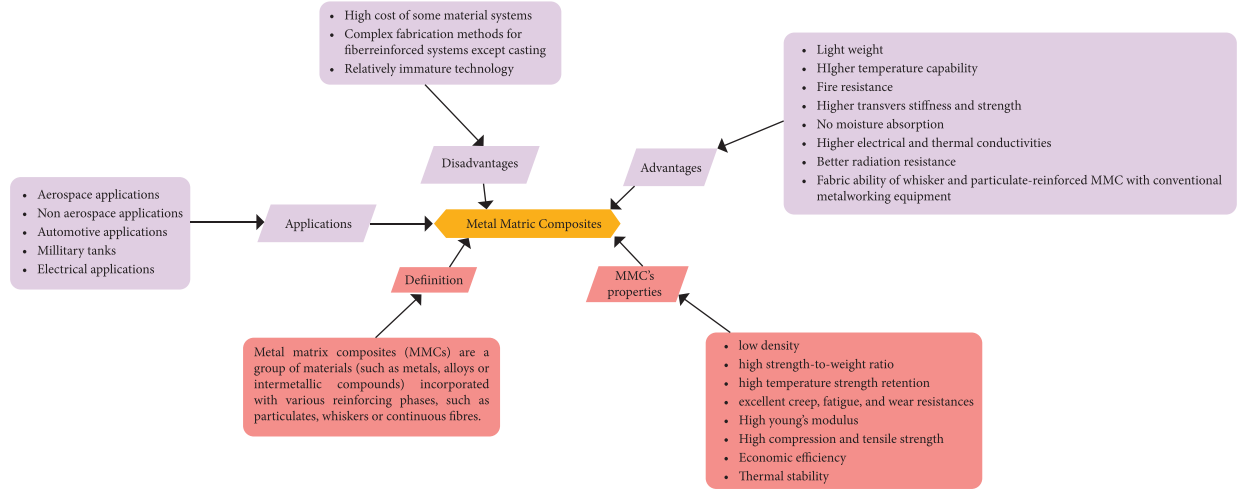 • High cost of some material systems
• Complex fabrication methods for
fiberreinforced systems except casting
• Relatively immature technology
• Light weight
• HIgher temperature capability
• Fire resistance
• Higher transvers stiffness and strength
• No moisture absorption
• Higher electrical and thermal conductivities
• Better radiation resistance
• Fabric ability of whisker and particulate-reinforced MMC with conventional
metalworking equipment
Disadvantages
Advantages
• Aerospace applications
• Non aerospace applications
• Automotive applications
• Millitary tanks
• Electrical applications
Applications
Metal Matric Composites
Defiinition
MMC's
properties
Metal matrix composites (MMCs) are a
group of materials (such as metals, alloys or
intermetallic compounds) incorporated
with various reinforcing phases, such as
particulates, whiskers or continuous fibres.
• low density
• high strength-to-weight ratio
• high temperature strength retention
• excellent creep, fatigue, and wear resistances
• High young's modulus
• High compression and tensile strength
• Economic efficiency
• Thermal stability